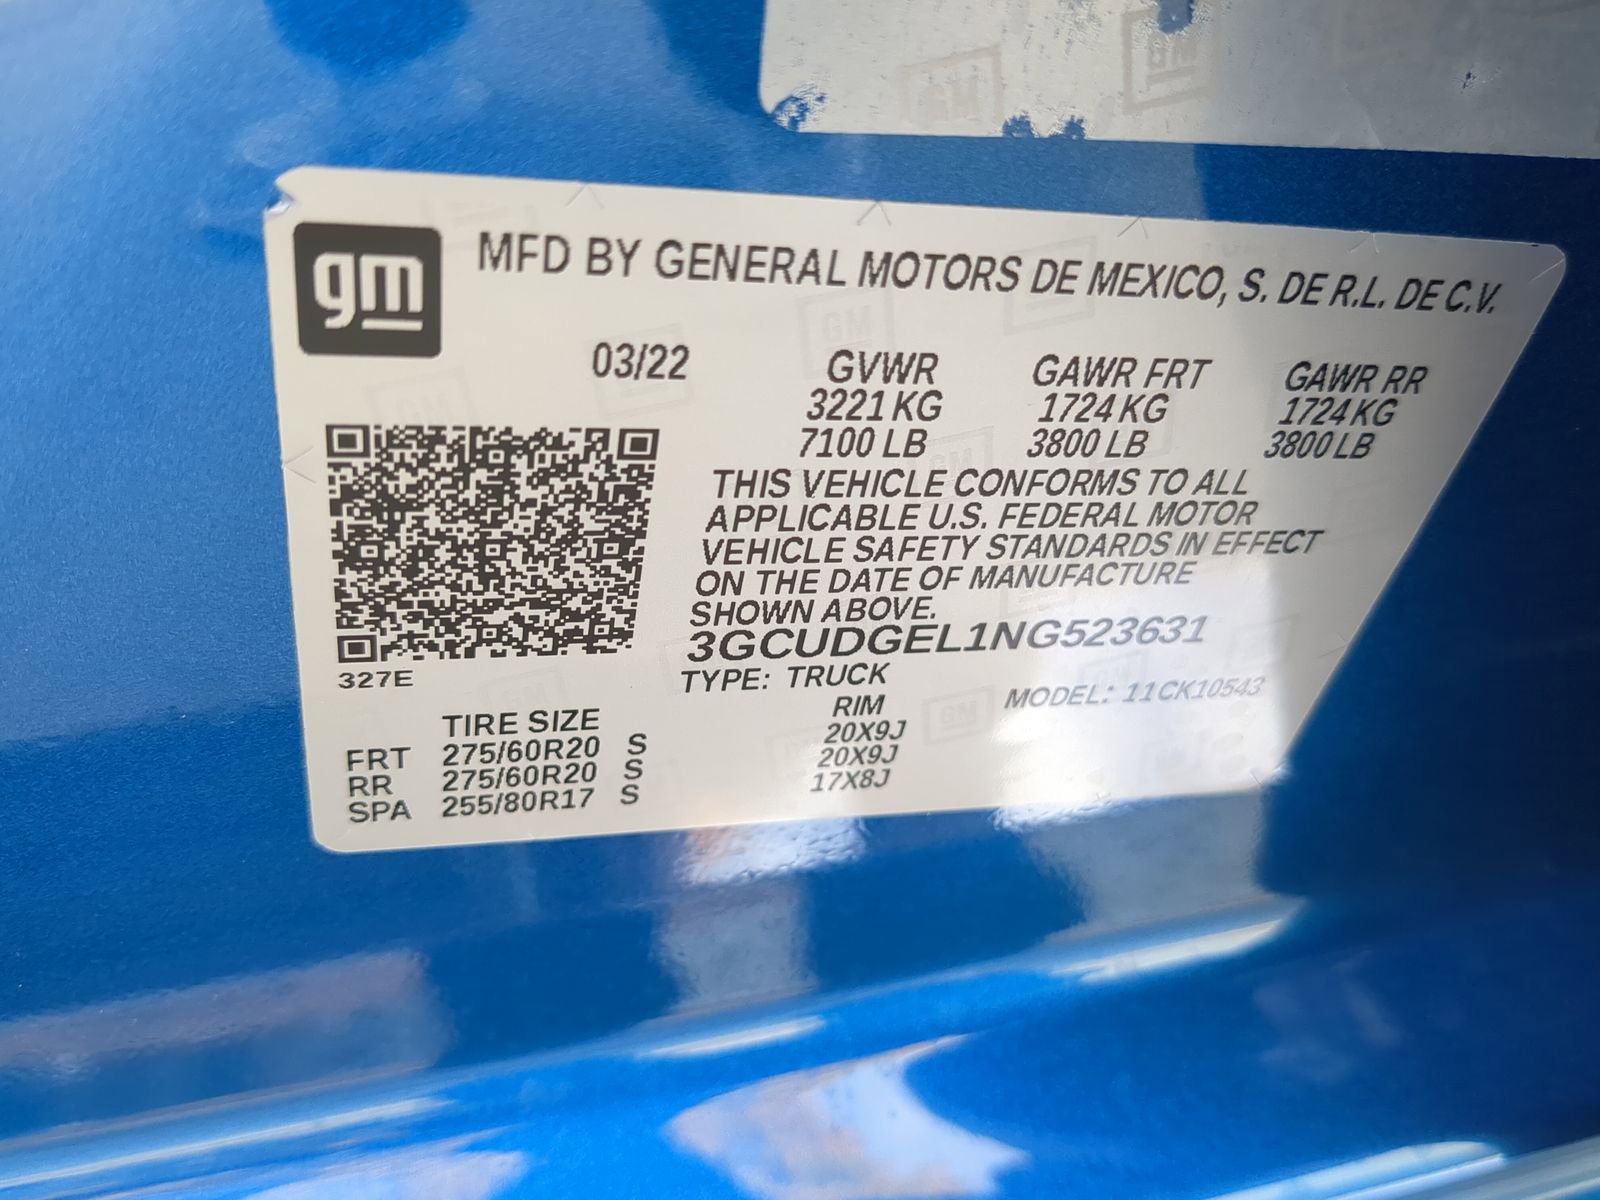 gm
MFD BY GENERAL MOTORS DE MEXICO, S. DE R.L. DE C.V.
03/22 GVWR GAWR FRT GAWR RR
3221 KG 1724 KG 1724 KG
7100 LB 3800 LB 3800 LB
THIS VEHICLE CONFORMS TO ALL
APPLICABLE U.S. FEDERAL MOTOR
VEHICLE SAFETY STANDARDS IN EFFECT
ON THE DATE OF MANUFACTURE
SHOWN ABOVE.
3GCUDGEL1NG523631
327E
TYPE: TRUCK MODEL: 11CK10543
TIRE SIZE RIM
FRT 275/60R20 S 20X9J
RR 275/60R20 S 20X9J
SPA 255/80R17 S 17X8J